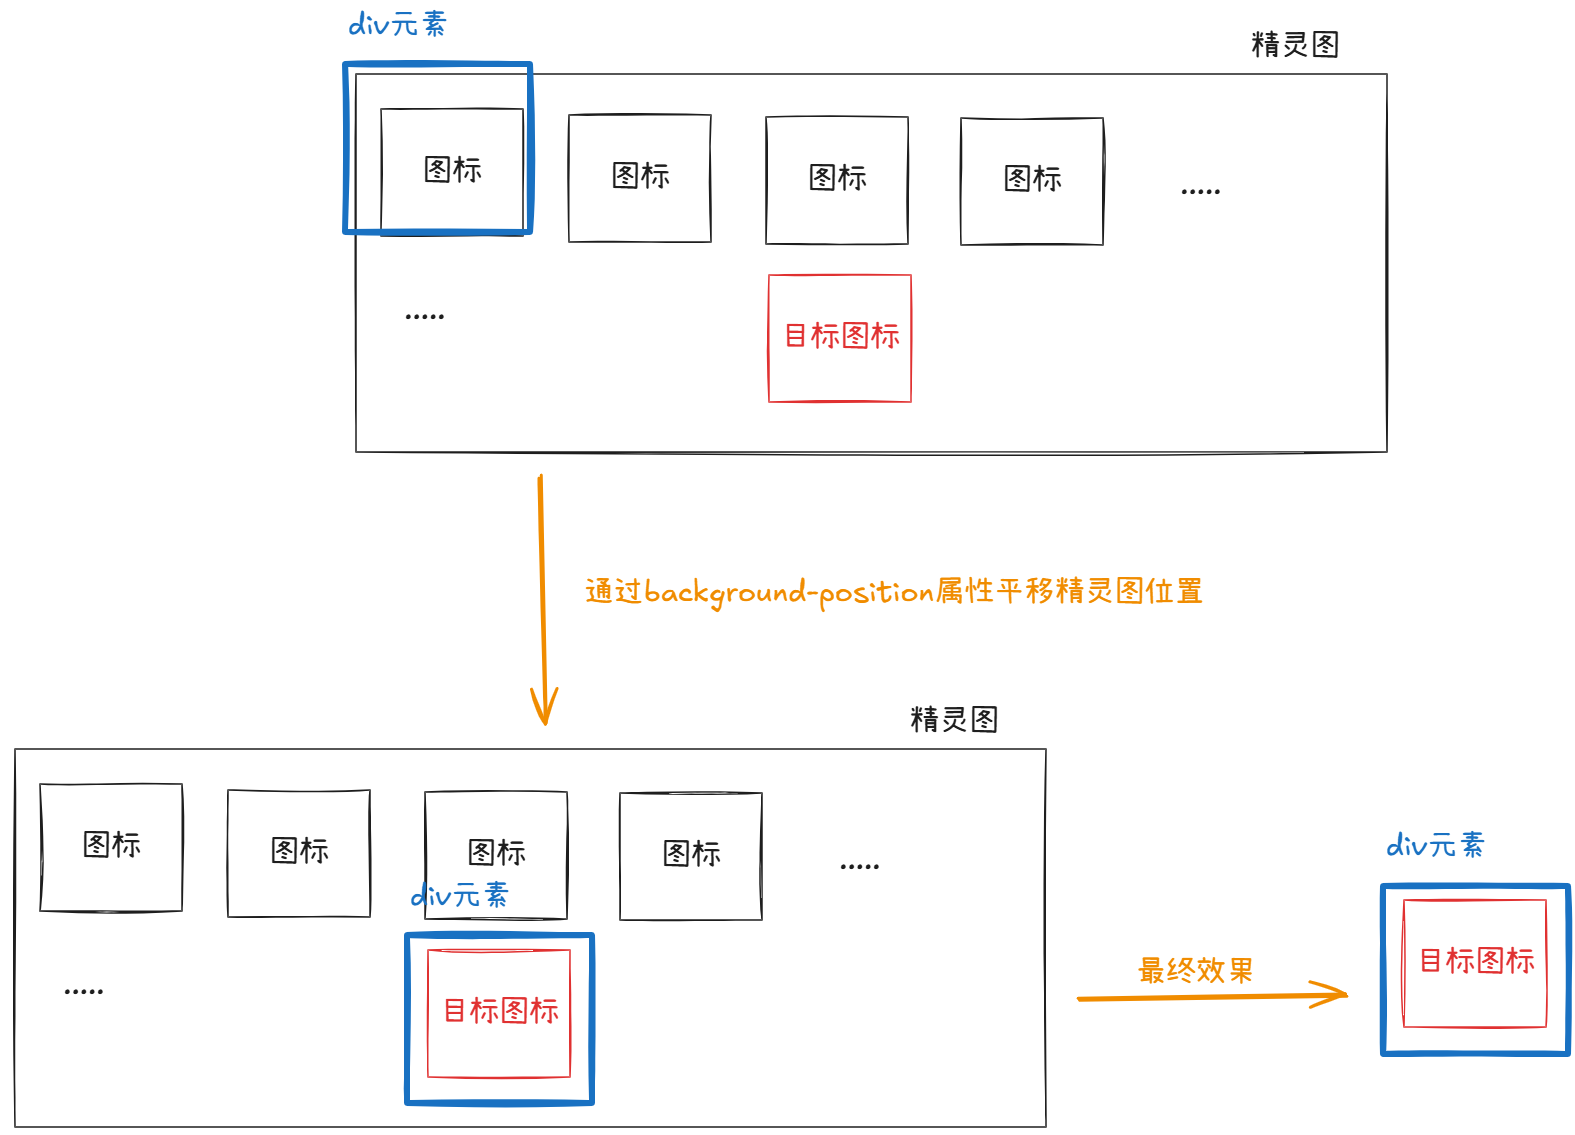 div元素
精灵图
图标
图标
图标
图标
.....
.....
目标图标
通过background-position属性平移精灵图位置
精灵图
图标
图标
图标
图标
.....
div元素
.....
目标图标
最终效果
div元素
目标图标